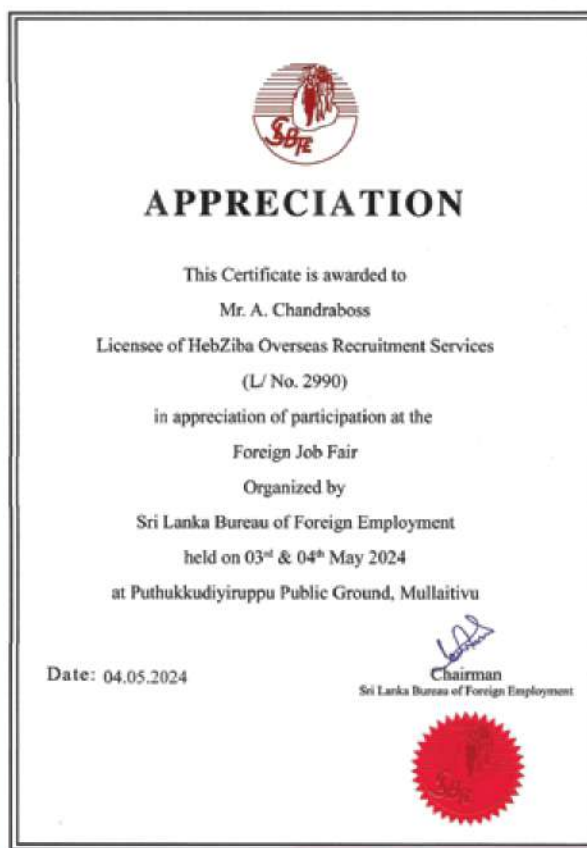 SLBFE
APPRECIATION
This Certificate is awarded to
Mr. A. Chandraboss
Licensee of HebZiba Overseas Recruitment Services
(L/ No. 2990)
in appreciation of participation at the
Foreign Job Fair
Organized by
Sri Lanka Bureau of Foreign Employment
held on 03rd & 04th May 2024
at Puthukkudiyiruppu Public Ground, Mullaitivu
Date: 04.05.2024
Chairman
Sri Lanka Bureau of Foreign Employment
SLBFE